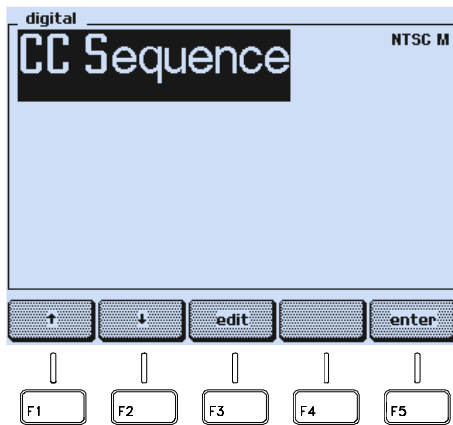 digital
NTSC M
CC Sequence
↑ ↓ edit enter
F1 F2 F3 F4 F5